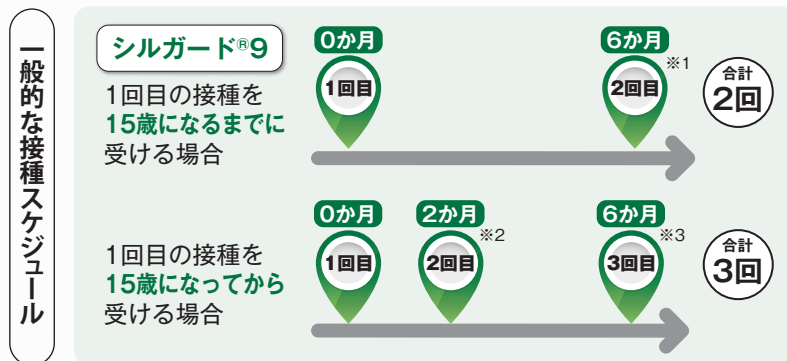 一般的な接種スケジュール
シルガード®9
1回目の接種を
15歳になるまでに
受ける場合
0か月
1回目
6か月
※1
2回目
合計
2回
1回目の接種を
15歳になってから
受ける場合
0か月
1回目
2か月
※2
2回目
6か月
※3
3回目
合計
3回